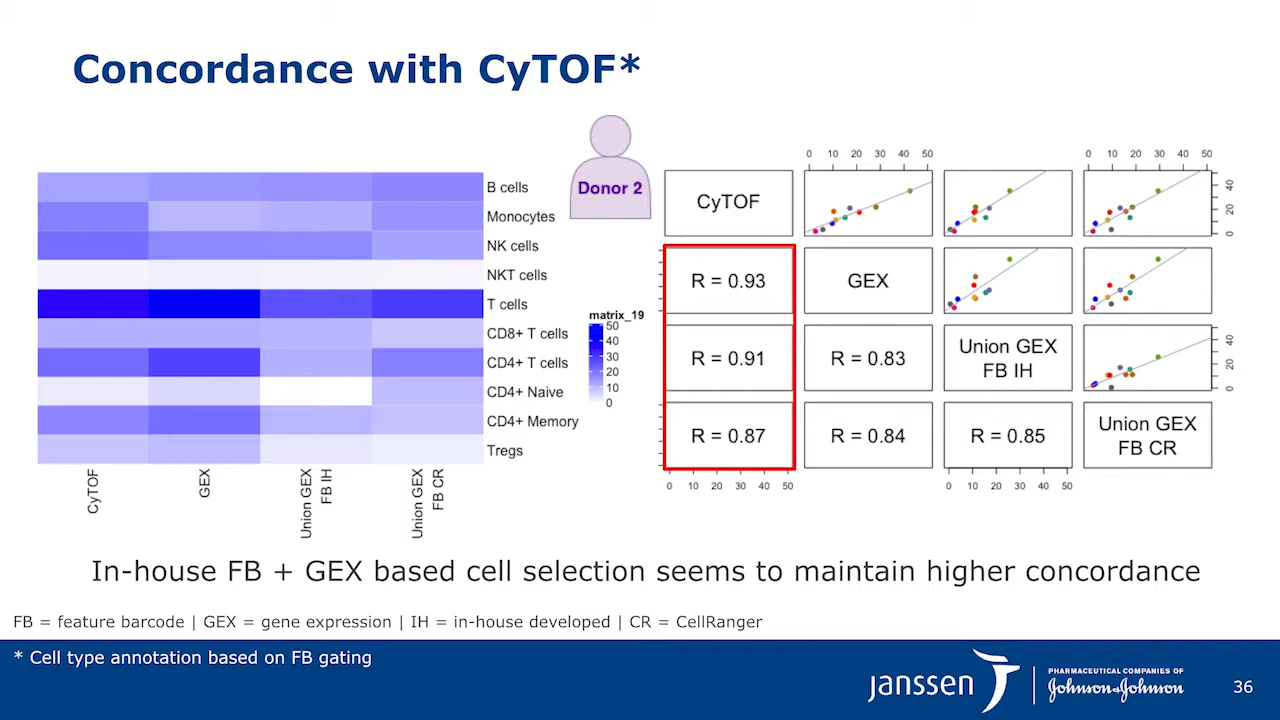 Concordance with CyTOF*
Donor 2
B cells
Monocytes
NK cells
NKT cells
T cells
CD8+ T cells
CD4+ T cells
CD4+ Naive
CD4+ Memory
Tregs
CyTOF
GEX
Union GEX
FB IH
Union GEX
FB CR
matrix_19
50
40
30
20
10
0
0 10 20 30 40 50
0 10 20 30 40 50
CyTOF
0 20 40
R = 0.93
GEX
R = 0.91
R = 0.83
Union GEX
FB IH
0 20 40
R = 0.87
R = 0.84
R = 0.85
Union GEX
FB CR
0 10 20 30 40 50
0 10 20 30 40 50
In-house FB + GEX based cell selection seems to maintain higher concordance
FB = feature barcode | GEX = gene expression | IH = in-house developed | CR = CellRanger
* Cell type annotation based on FB gating
janssen
PHARMACEUTICAL COMPANIES OF
Johnson & Johnson
36